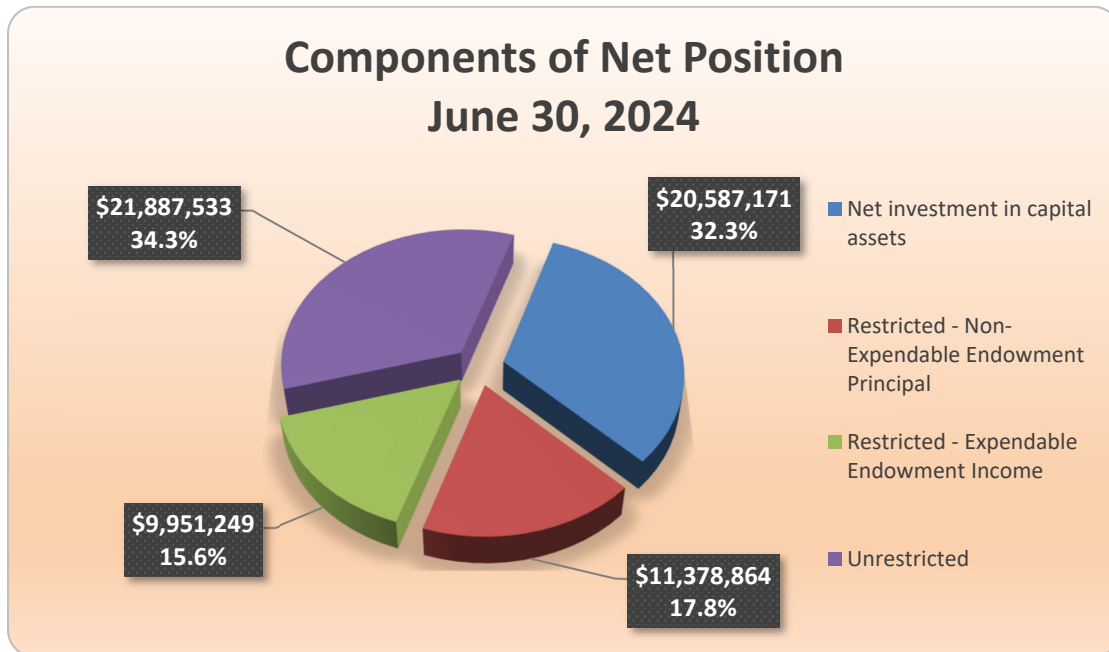 Components of Net Position
June 30, 2024
$21,887,533
34.3%
$20,587,171
32.3%
Net investment in capital
assets
Restricted - Non-
Expendable Endowment
Principal
Restricted - Expendable
Endowment Income
$9,951,249
15.6%
Unrestricted
$11,378,864
17.8%